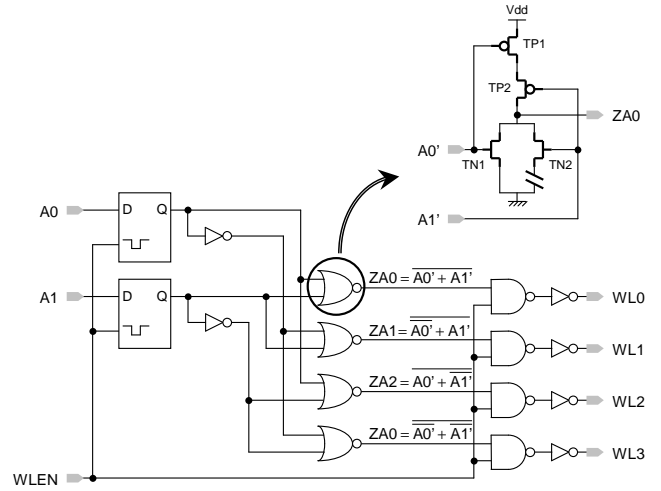 Vdd
TP1
TP2
ZA0
A0'
TN1
TN2
A1'
A0
D
Q
A1
D
Q
ZA0 = A0' + A1'
WL0
ZA1 = A0' + A1'
WL1
ZA2 = A0' + A1'
WL2
ZA0 = A0' + A1'
WL3
WLEN